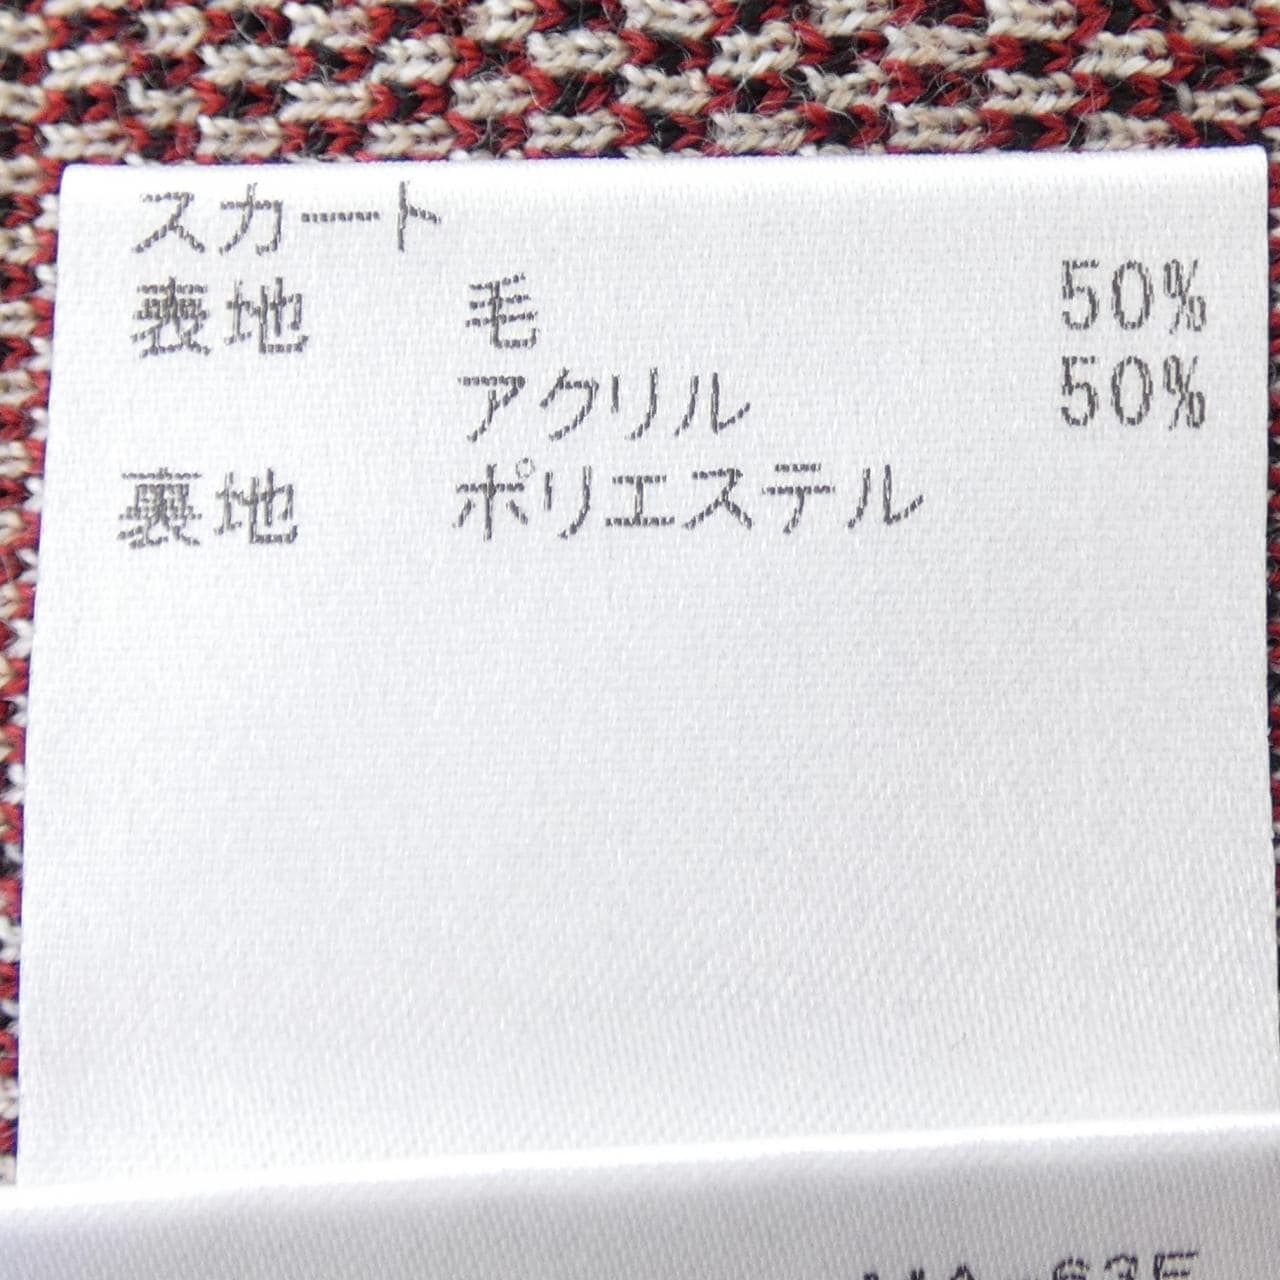 スカート
表地 毛 50%
アクリル 50%
裏地 ポリエステル